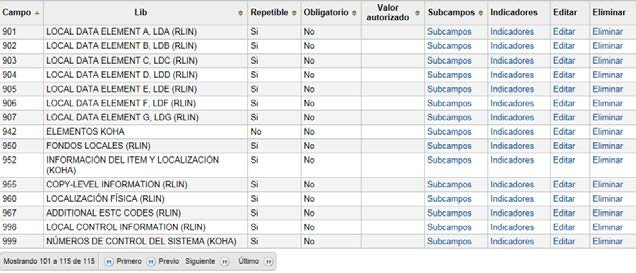 Campo Lib Repetible Obligatorio Valor autorizado Subcampos Indicadores Editar Eliminar
901 LOCAL DATA ELEMENT A, LDA (RLIN) Si No Subcampos Indicadores Editar Eliminar
902 LOCAL DATA ELEMENT B, LDB (RLIN) Si No Subcampos Indicadores Editar Eliminar
903 LOCAL DATA ELEMENT C, LDC (RLIN) Si No Subcampos Indicadores Editar Eliminar
904 LOCAL DATA ELEMENT D, LDD (RLIN) Si No Subcampos Indicadores Editar Eliminar
905 LOCAL DATA ELEMENT E, LDE (RLIN) Si No Subcampos Indicadores Editar Eliminar
906 LOCAL DATA ELEMENT F, LDF (RLIN) Si No Subcampos Indicadores Editar Eliminar
907 LOCAL DATA ELEMENT G, LDG (RLIN) Si No Subcampos Indicadores Editar Eliminar
942 ELEMENTOS KOHA No No Subcampos Indicadores Editar Eliminar
950 FONDOS LOCALES (RLIN) Si No Subcampos Indicadores Editar Eliminar
952 INFORMACIÓN DEL ITEM Y LOCALIZACIÓN (KOHA) Si No Subcampos Indicadores Editar Eliminar
955 COPY-LEVEL INFORMATION (RLIN) Si No Subcampos Indicadores Editar Eliminar
960 LOCALIZACIÓN FÍSICA (RLIN) Si No Subcampos Indicadores Editar Eliminar
967 ADDITIONAL ESTC CODES (RLIN) Si No Subcampos Indicadores Editar Eliminar
998 LOCAL CONTROL INFORMATION (RLIN) Si No Subcampos Indicadores Editar Eliminar
999 NÚMEROS DE CONTROL DEL SISTEMA (KOHA) Si No Subcampos Indicadores Editar Eliminar
Mostrando 101 a 115 de 115 Primero Previo Siguiente Último